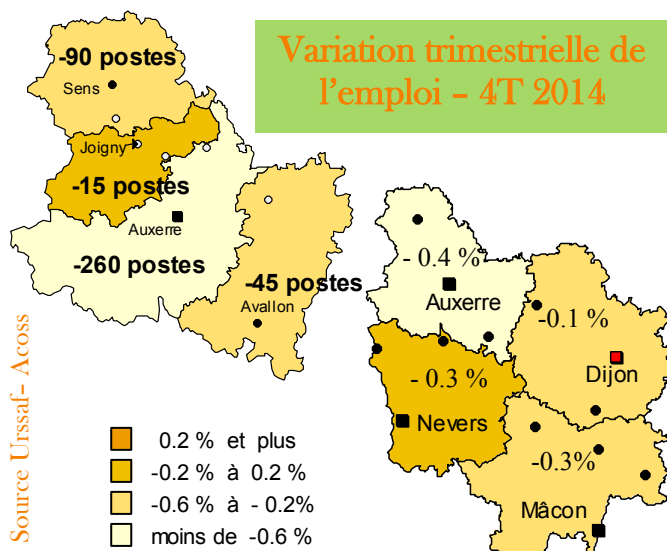 Variation trimestrielle de
l'emploi – 4T 2014
-90 postes
Sens
Joigny
-15 postes
Auxerre
-260 postes
-45 postes
Avallon
- 0.4 %
Auxerre
-0.1 %
Dijon
- 0.3 %
Nevers
-0.3%
Mâcon
0.2 % et plus
-0.2 % à 0.2 %
-0.6 % à - 0.2%
moins de -0.6 %
Source Urssaf- Acoss